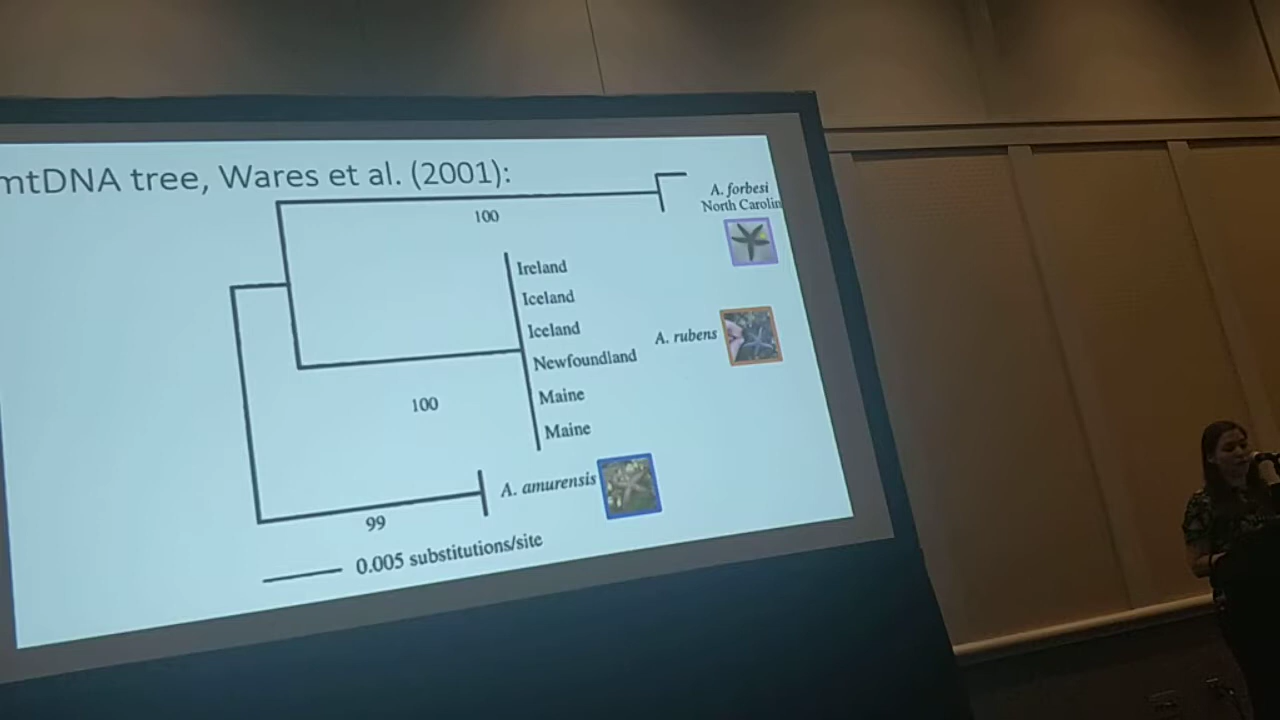 mtDNA tree, Wares et al. (2001):
A. forbesi
North Carolin
100
Ireland
Iceland
Iceland
A. rubens
Newfoundland
100
Maine
Maine
A. amurensis
99
0.005 substitutions/site